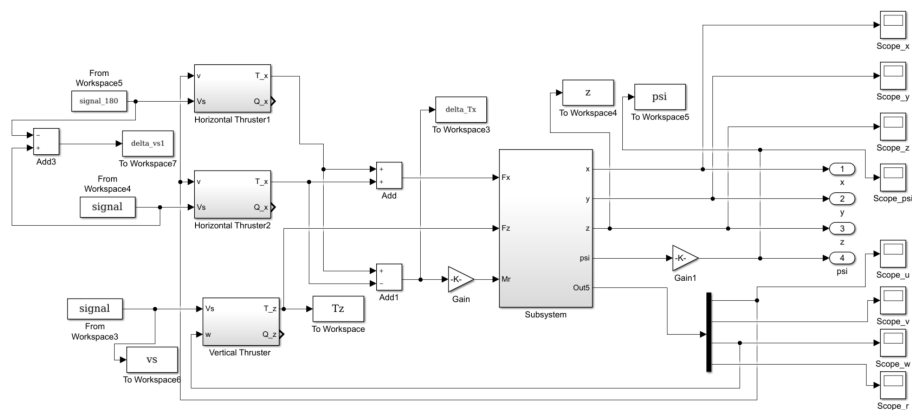 Scope_x
From
Workspace5
signal_180
v
T_x
Vs
Q_x
Horizontal Thruster1
z
To Workspace4
psi
To Workspace5
Scope_y
delta_Tx
To Workspace3
Scope_z
−
+
Add3
delta_vs1
To Workspace7
From
Workspace4
signal
v
T_x
Vs
Q_x
Horizontal Thruster2
+
+
Add
Fx
Fz
Mr
x
y
z
psi
Out5
Subsystem
1
x
2
y
3
z
4
psi
Scope_psi
+
−
Add1
-K-
Gain
-K-
Gain1
Scope_u
signal
From
Workspace3
Vs
T_z
w
Q_z
Vertical Thruster
Tz
To Workspace
vs
To Workspace6
Scope_v
Scope_w
Scope_r